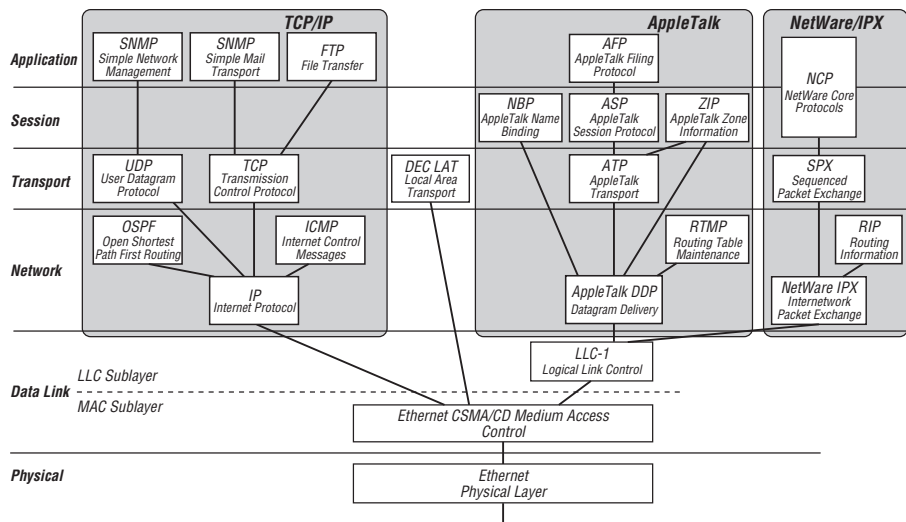 TCP/IP
AppleTalk
NetWare/IPX
Application
SNMP
Simple Network
Management
SNMP
Simple Mail
Transport
FTP
File Transfer
AFP
AppleTalk Filing
Protocol
NCP
NetWare Core
Protocols
Session
NBP
AppleTalk Name
Binding
ASP
AppleTalk
Session Protocol
ZIP
AppleTalk Zone
Information
Transport
UDP
User Datagram
Protocol
TCP
Transmission
Control Protocol
DEC LAT
Local Area
Transport
ATP
AppleTalk
Transport
SPX
Sequenced
Packet Exchange
Network
OSPF
Open Shortest
Path First Routing
ICMP
Internet Control
Messages
RTMP
Routing Table
Maintenance
RIP
Routing
Information
IP
Internet Protocol
AppleTalk DDP
Datagram Delivery
NetWare IPX
Internetwork
Packet Exchange
LLC-1
Logical Link Control
Data Link
LLC Sublayer
MAC Sublayer
Ethernet CSMA/CD Medium Access
Control
Physical
Ethernet
Physical Layer